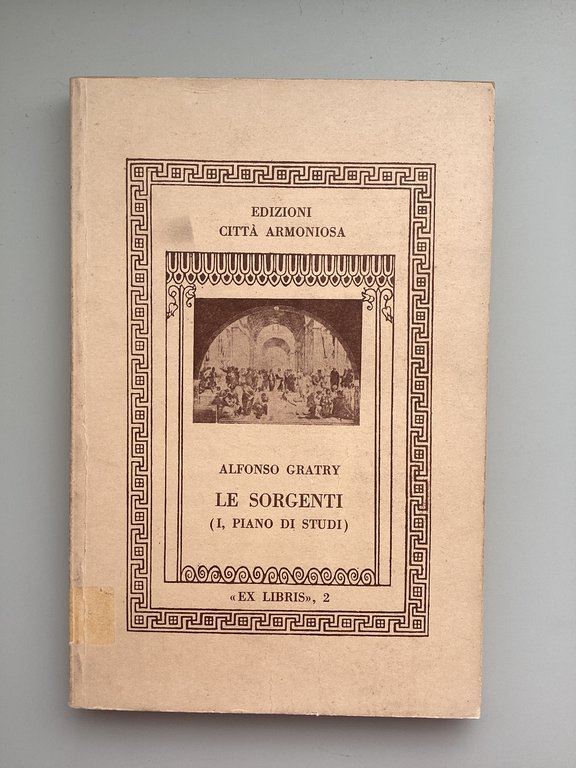 EDIZIONI
CITTÀ ARMONIOSA
ALFONSO GRATRY
LE SORGENTI
(I, PIANO DI STUDI)
«EX LIBRIS», 2